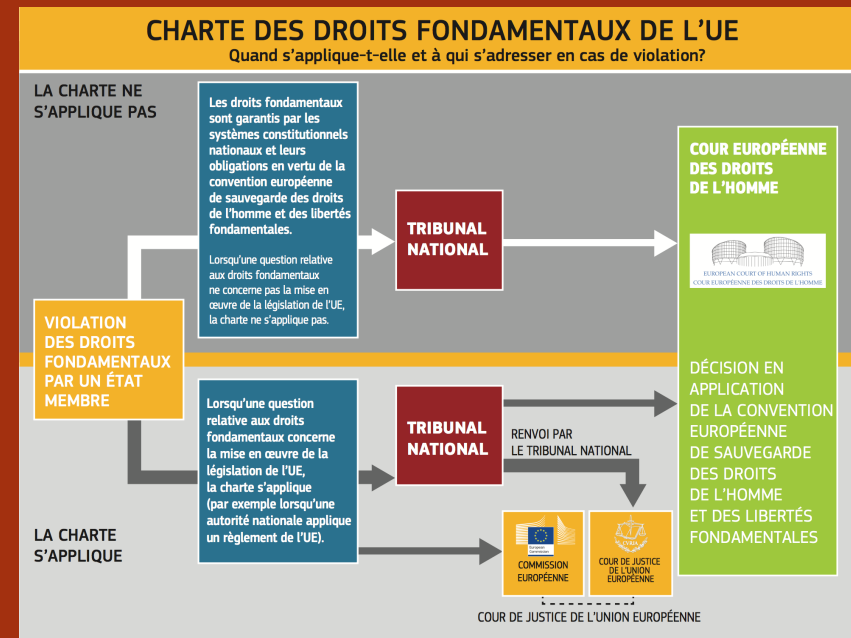 CHARTE DES DROITS FONDAMENTAUX DE L'UE
Quand s'applique-t-elle et à qui s'adresser en cas de violation?
LA CHARTE NE
S'APPLIQUE PAS
Les droits fondamentaux
sont garantis par les
systèmes constitutionnels
nationaux et leurs
obligations en vertu de la
convention européenne
de sauvegarde des droits
de l'homme et des libertés
fondamentales.
Lorsqu'une question relative
aux droits fondamentaux
ne concerne pas la mise en
œuvre de la législation de l'UE,
la charte ne s'applique pas.
TRIBUNAL
NATIONAL
COUR EUROPÉENNE
DES DROITS
DE L'HOMME
EUROPEAN COURT OF HUMAN RIGHTS
COUR EUROPÉENNE DES DROITS DE L'HOMME
VIOLATION
DES DROITS
FONDAMENTAUX
PAR UN ÉTAT
MEMBRE
Lorsqu'une question
relative aux droits
fondamentaux concerne
la mise en œuvre de la
législation de l'UE,
la charte s'applique
(par exemple lorsqu'une
autorité nationale applique
un règlement de l'UE).
TRIBUNAL
NATIONAL
RENVOI PAR
LE TRIBUNAL NATIONAL
DÉCISION EN
APPLICATION
DE LA CONVENTION
EUROPÉENNE
DE SAUVEGARDE
DES DROITS
DE L'HOMME
ET DES LIBERTÉS
FONDAMENTALES
LA CHARTE
S'APPLIQUE
European
Commission
COMMISSION
EUROPÉENNE
CVRIA
COUR DE JUSTICE
DE L'UNION
EUROPÉENNE
COUR DE JUSTICE DE L'UNION EUROPÉENNE